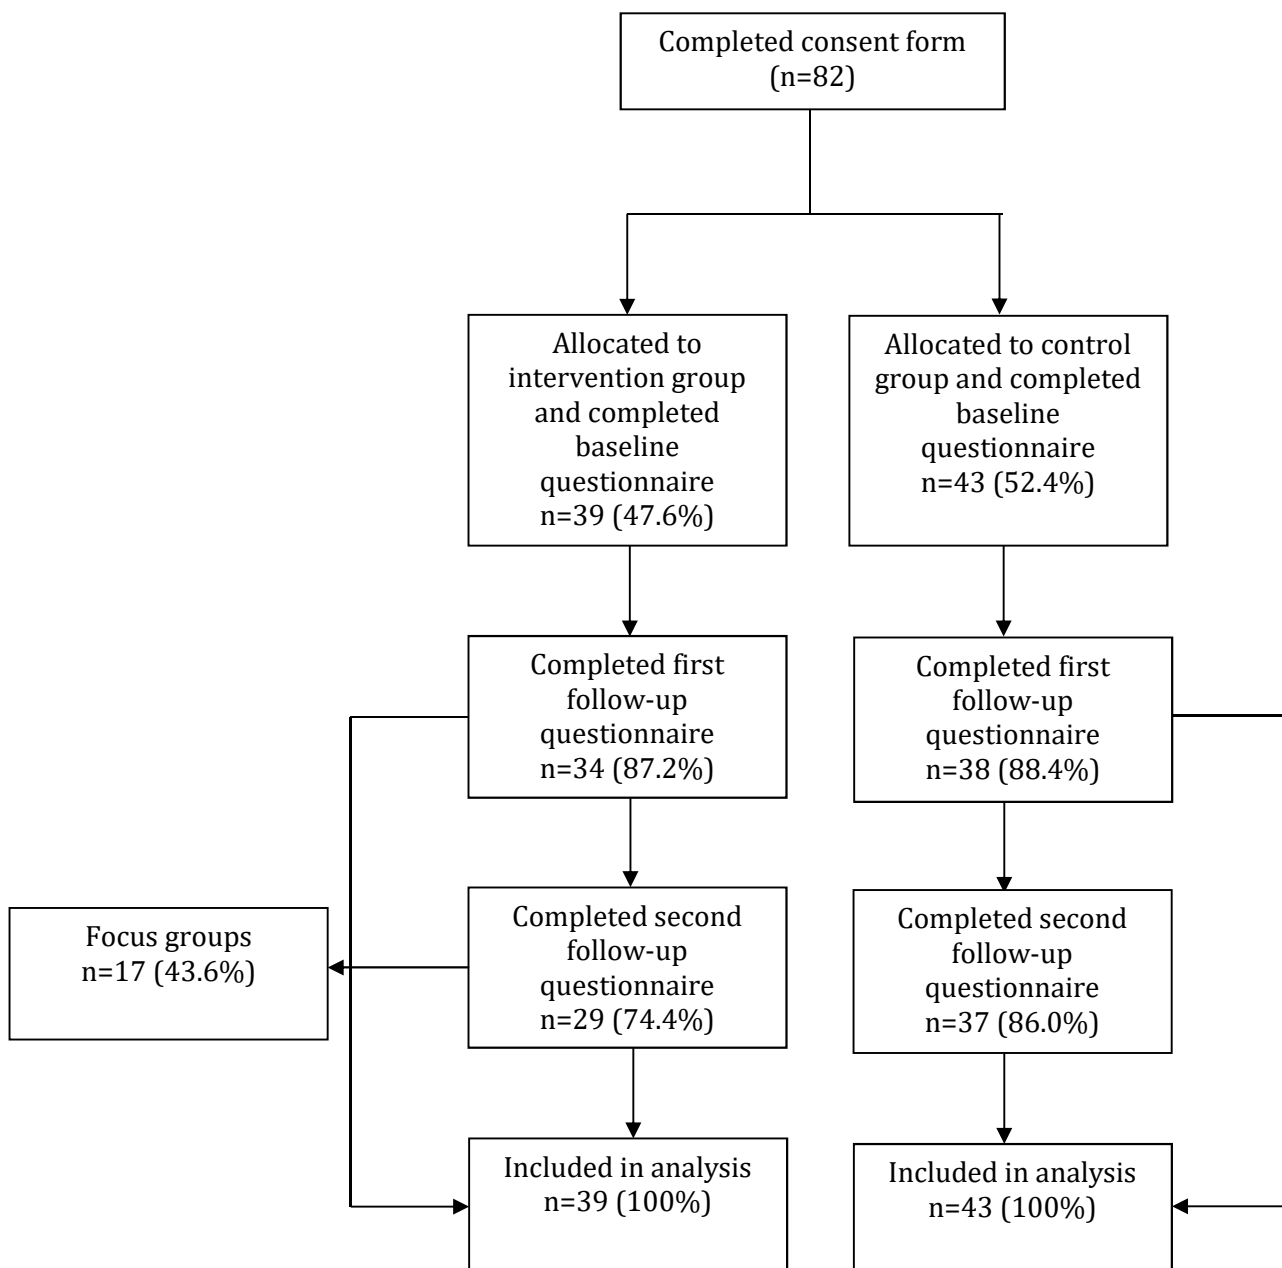 Completed consent form
(n=82)
Allocated to
intervention group
and completed
baseline
questionnaire
n=39 (47.6%)
Allocated to control
group and completed
baseline
questionnaire
n=43 (52.4%)
Completed first
follow-up
questionnaire
n=34 (87.2%)
Completed first
follow-up
questionnaire
n=38 (88.4%)
Focus groups
n=17 (43.6%)
Completed second
follow-up
questionnaire
n=29 (74.4%)
Completed second
follow-up
questionnaire
n=37 (86.0%)
Included in analysis
n=39 (100%)
Included in analysis
n=43 (100%)